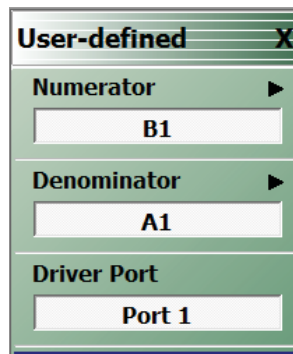 User-defined X
Numerator
B1
Denominator
A1
Driver Port
Port 1